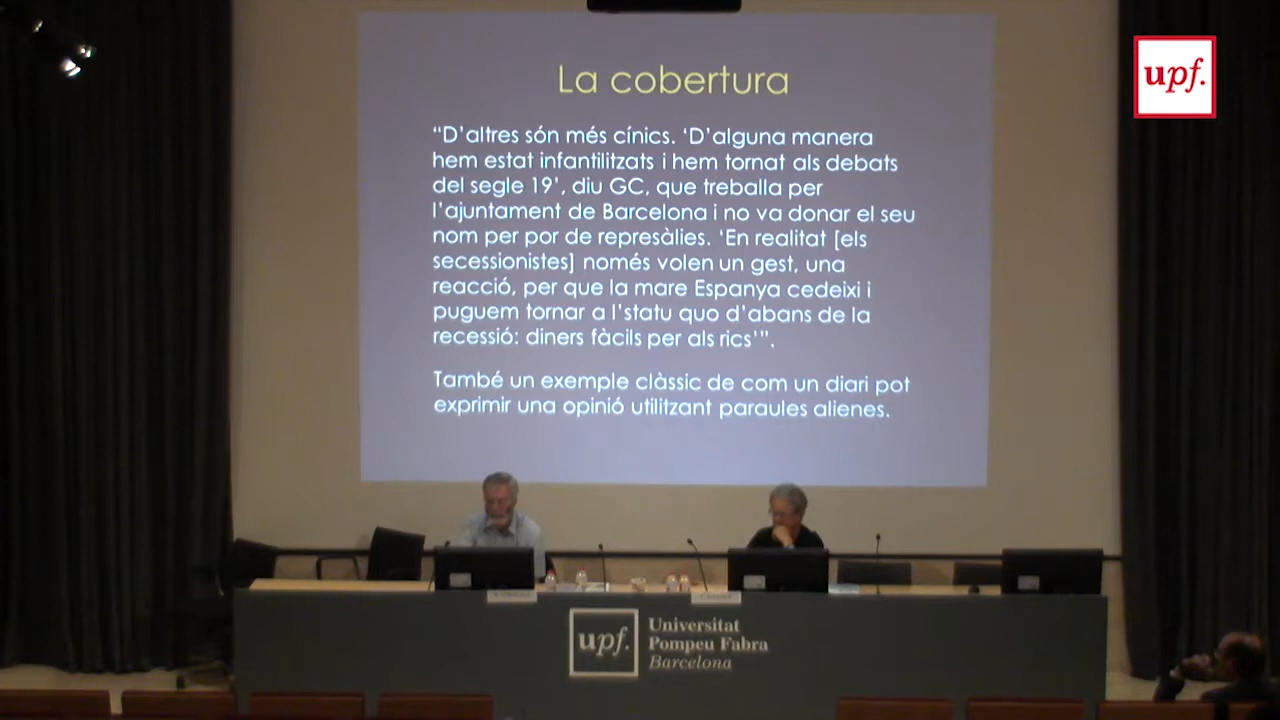 upf.
La cobertura
“D’altres són més cínics. ‘D’alguna manera
hem estat infantilitzats i hem tornat als debats
del segle 19’, diu GC, que treballa per
l’ajuntament de Barcelona i no va donar el seu
nom per por de represàlies. ‘En realitat [els
secessionistes] només volen un gest, una
reacció, per que la mare Espanya cedeixi i
puguem tornar a l’statu quo d’abans de la
recessió: diners fàcils per als rics’”.
També un exemple clàssic de com un diari pot
exprimir una opinió utilitzant paraules alienes.
upf.
Universitat
Pompeu Fabra
Barcelona